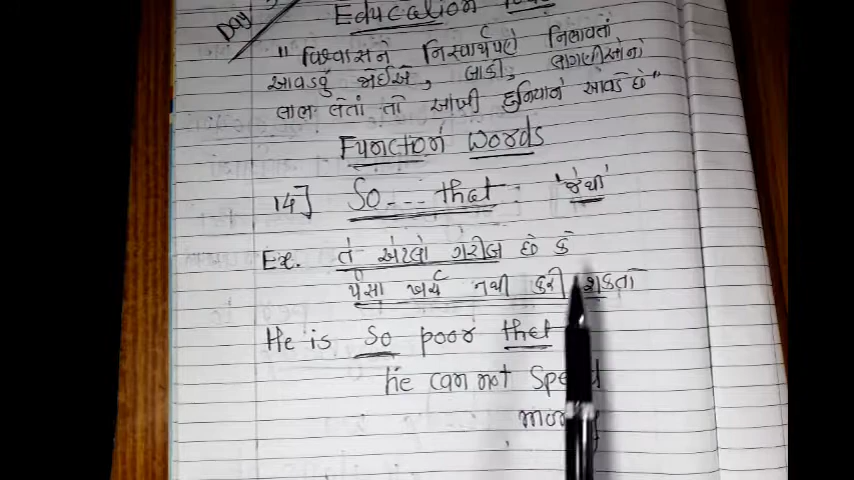 Day
Education
" વિશ્વાસને નિસ્વાર્થપણે નિભાવતાં
આવડવું જોઈએ, બાકી, લાગણીઓનો
લાભ લેતાં તો આખી દુનિયાને આવડે છે"
Function Words
14] So --- that : 'જેથી'
Ex. તે એટલો ગરીબ છે કે
પૈસા ખર્ચ નથી કરી શકતો
He is so poor that
he can not